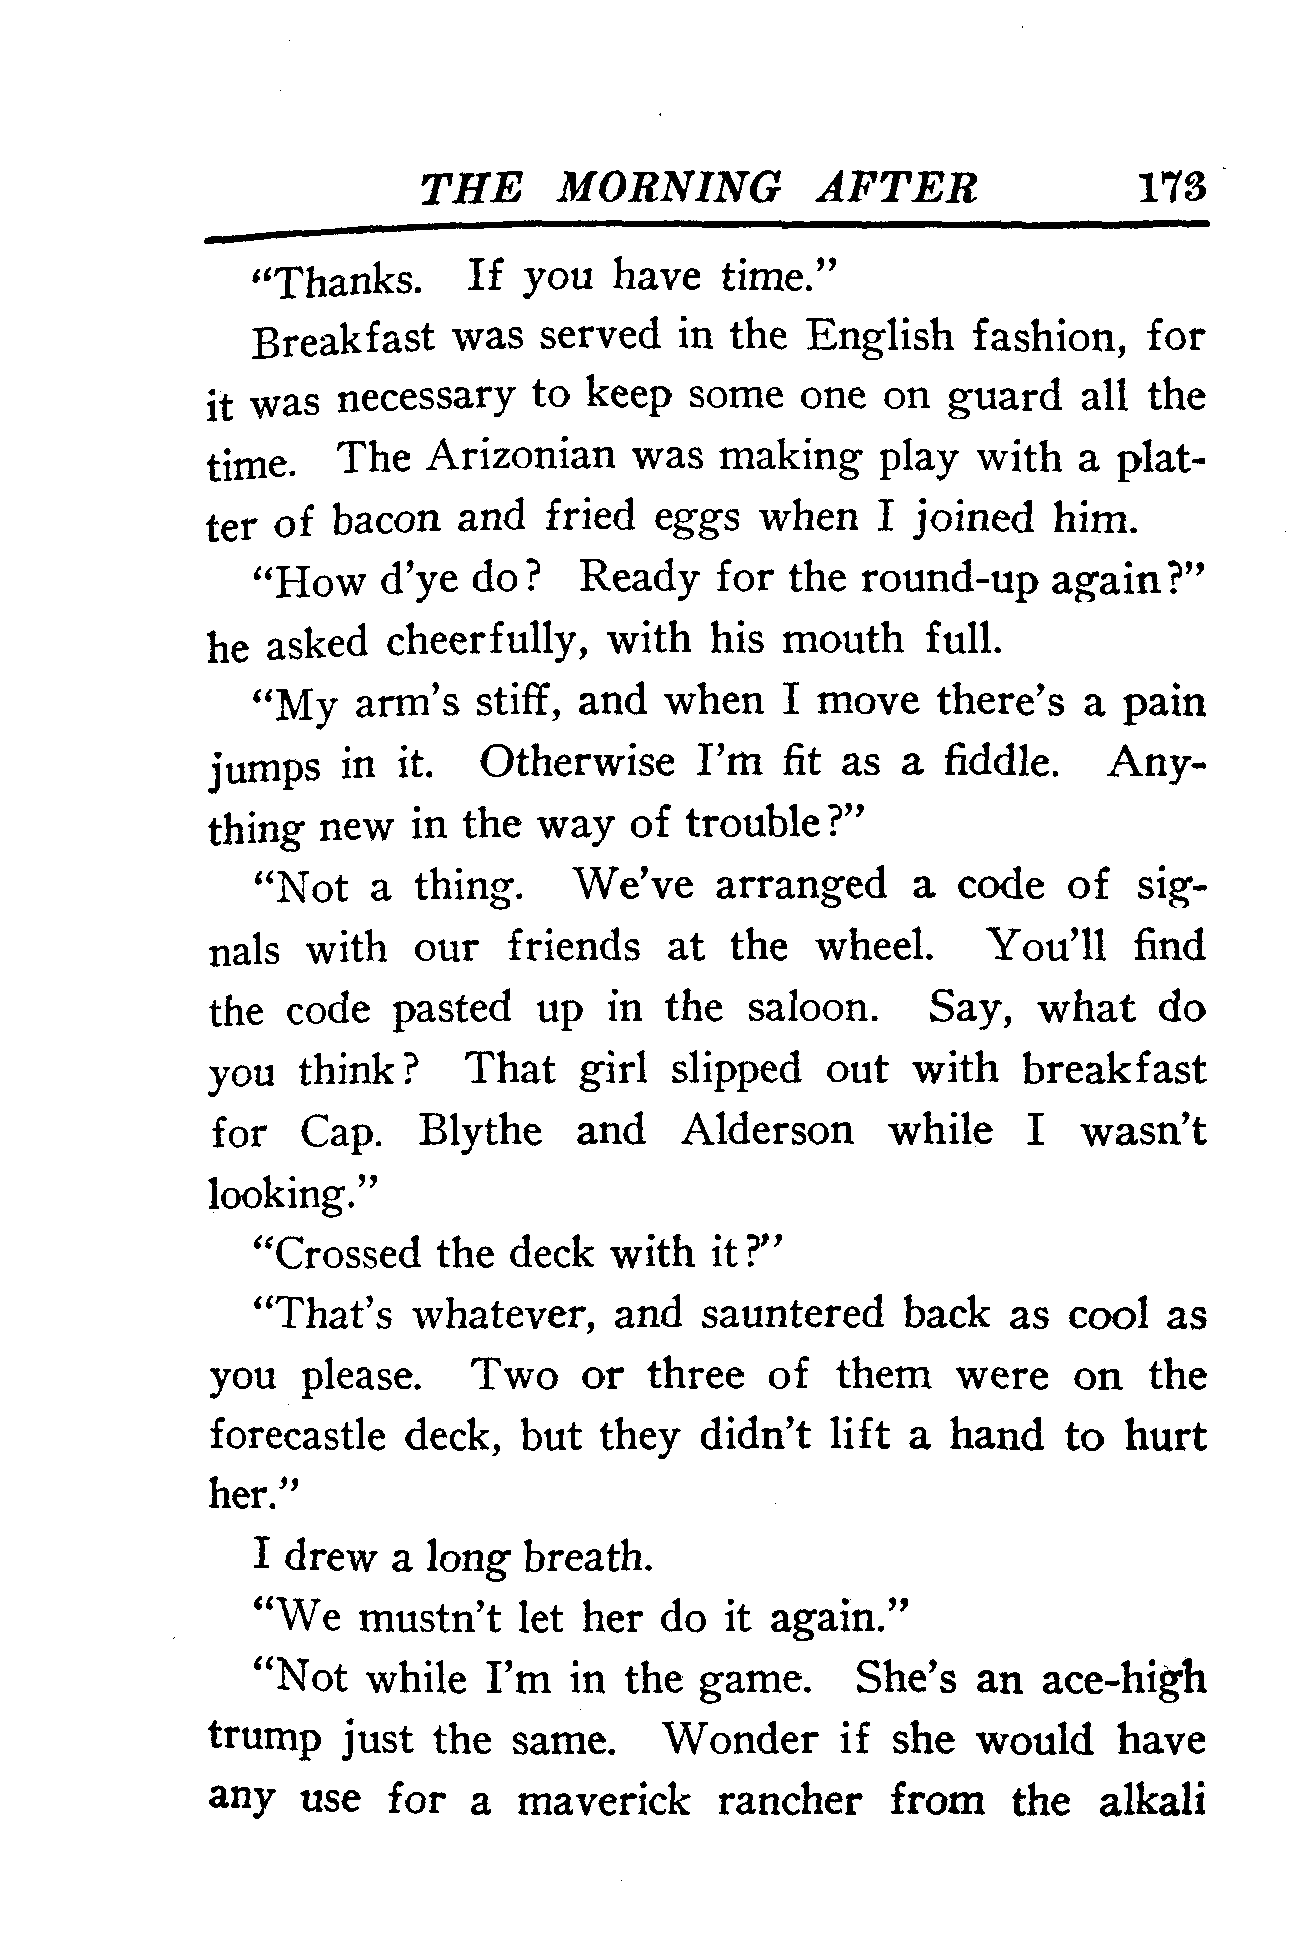 THE MORNING AFTER 173
"Thanks. If you have time."
Breakfast was served in the English fashion, for
it was necessary to keep some one on guard all the
time. The Arizonian was making play with a plat-
ter of bacon and fried eggs when I joined him.
"How d'ye do? Ready for the round-up again?"
he asked cheerfully, with his mouth full.
"My arm's stiff, and when I move there's a pain
jumps in it. Otherwise I'm fit as a fiddle. Any-
thing new in the way of trouble?"
"Not a thing. We've arranged a code of sig-
nals with our friends at the wheel. You'll find
the code pasted up in the saloon. Say, what do
you think? That girl slipped out with breakfast
for Cap. Blythe and Alderson while I wasn't
looking."
"Crossed the deck with it?"
"That's whatever, and sauntered back as cool as
you please. Two or three of them were on the
forecastle deck, but they didn't lift a hand to hurt
her."
I drew a long breath.
"We mustn't let her do it again."
"Not while I'm in the game. She's an ace-high
trump just the same. Wonder if she would have
any use for a maverick rancher from the alkali